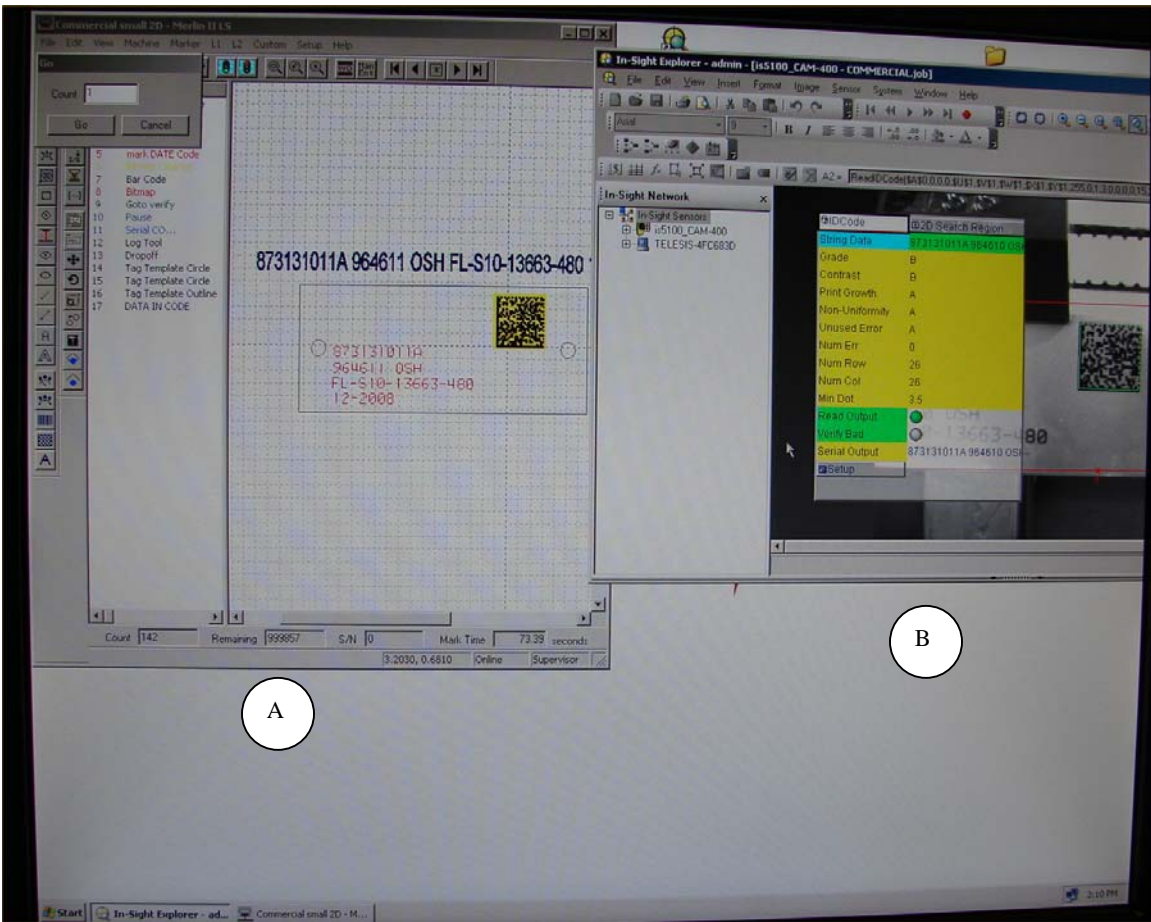 Commercial small 2D - Merlin II LS
File Edit View Machine Marker L1 L2 Custom Setup Help
Go
Count 1
Go Cancel
5 mark DATE Code
7 Bar Code
8 Bitmap
9 Goto verify
10 Pause
11 Serial CO...
12 Log Tool
13 Dropoff
14 Tag Template Circle
15 Tag Template Circle
16 Tag Template Outline
17 DATA IN CODE
873131011A 964611 OSH FL-S10-13663-480
873131011A
964611 OSH
FL-S10-13663-480
12-2008
Count 142 Remaining 999857 S/N 0 Mark Time 73.39 seconds
3.2030, 0.6810 Online Supervisor
A
In-Sight Explorer - admin - [is5100_CAM-400 - COMMERCIAL.job]
File Edit View Insert Format Image Sensor System Window Help
Arial 9 B I
A2=
In-Sight Network
In-Sight Sensors
is5100_CAM-400
TELESIS-4FC683D
IDCode 2D Search Region
String Data 873131011A 964610 OSH
Grade B
Contrast B
Print Growth A
Non-Uniformity A
Unused Error A
Num Err 0
Num Row 26
Num Col 26
Min Dot 3.5
Read Output
Verify Bad
Serial Output 873131011A 964610 OSH
Setup
OSH
13663-480
B
Start In-Sight Explorer - ad... Commercial small 2D - M...
2:10 PM